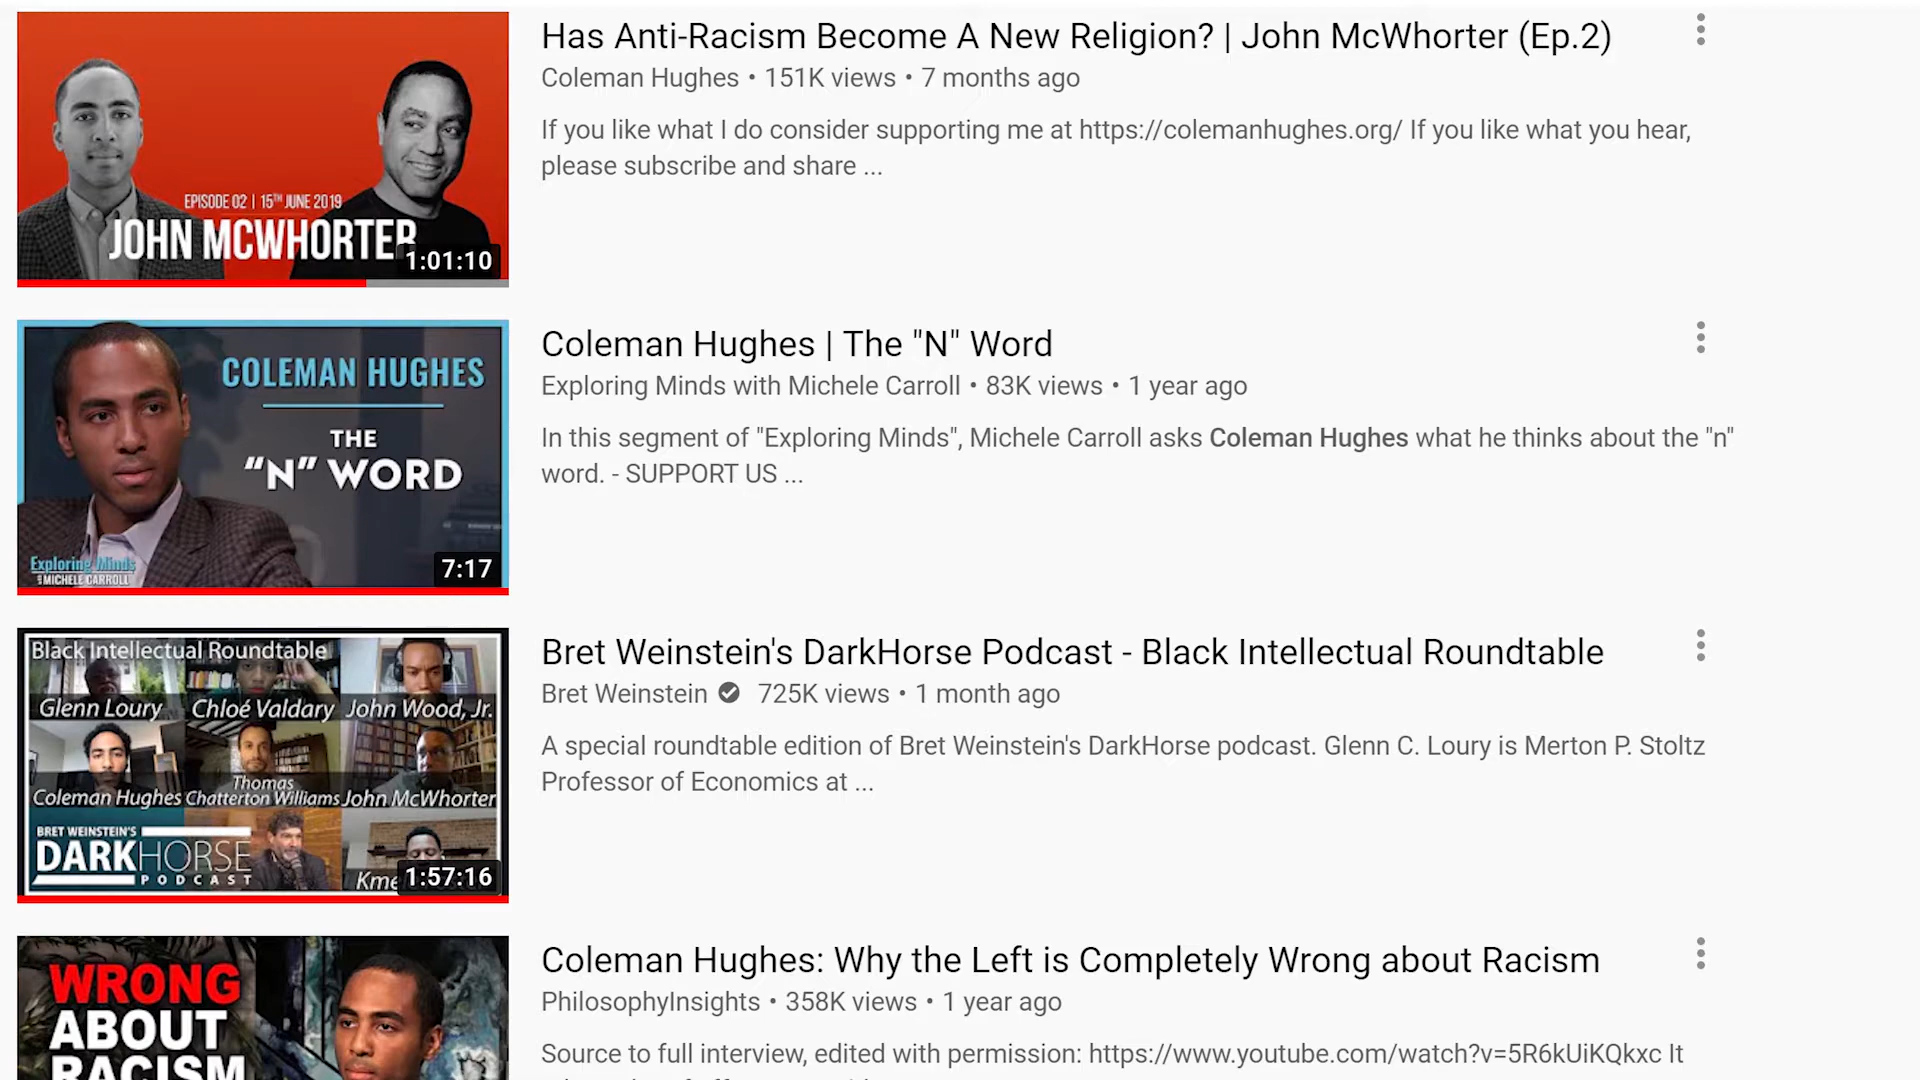 Has Anti-Racism Become A New Religion? | John McWhorter (Ep.2)
Coleman Hughes • 151K views • 7 months ago
If you like what I do consider supporting me at https://colemanhughes.org/ If you like what you hear,
please subscribe and share ...
EPISODE 02 | 15TH JUNE 2019
JOHN MCWHORTER
1:01:10
Coleman Hughes | The "N" Word
Exploring Minds with Michele Carroll • 83K views • 1 year ago
In this segment of "Exploring Minds", Michele Carroll asks Coleman Hughes what he thinks about the "n"
word. - SUPPORT US ...
COLEMAN HUGHES
THE
“N” WORD
Exploring Minds
MICHELE CARROLL
7:17
Bret Weinstein's DarkHorse Podcast - Black Intellectual Roundtable
Bret Weinstein 725K views • 1 month ago
A special roundtable edition of Bret Weinstein's DarkHorse podcast. Glenn C. Loury is Merton P. Stoltz
Professor of Economics at ...
Black Intellectual Roundtable
Glenn Loury Chloé Valdary John Wood, Jr.
Coleman Hughes Thomas Chatterton Williams John McWhorter
BRET WEINSTEIN'S
DARKHORSE
PODCAST
Kme
1:57:16
Coleman Hughes: Why the Left is Completely Wrong about Racism
PhilosophyInsights • 358K views • 1 year ago
Source to full interview, edited with permission: https://www.youtube.com/watch?v=5R6kUiKQkxc It
WRONG
ABOUT
RACISM